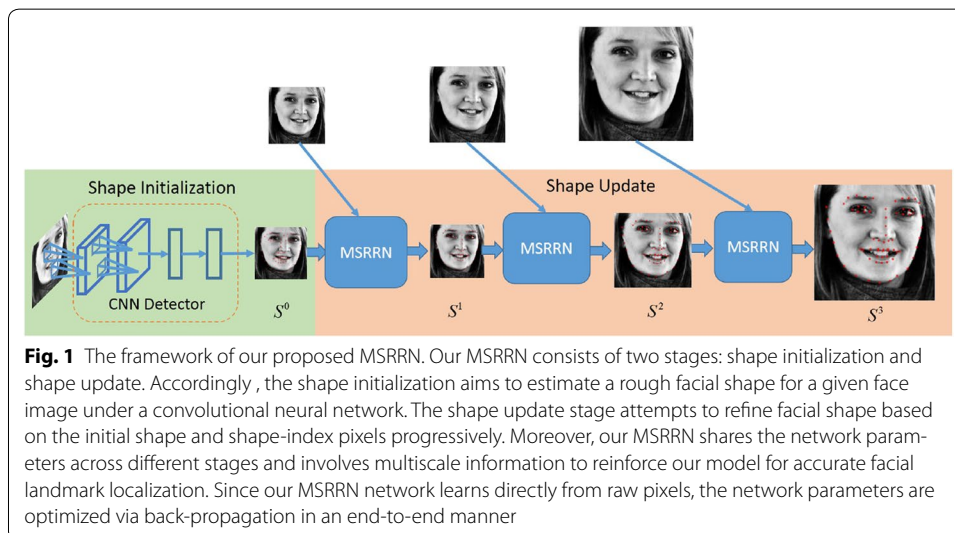 Shape Initialization
Shape Update
MSRRN
MSRRN
MSRRN
CNN Detector
S⁰
S¹
S²
S³
Fig. 1 The framework of our proposed MSRRN. Our MSRRN consists of two stages: shape initialization and
shape update. Accordingly , the shape initialization aims to estimate a rough facial shape for a given face
image under a convolutional neural network. The shape update stage attempts to refine facial shape based
on the initial shape and shape-index pixels progressively. Moreover, our MSRRN shares the network param-
eters across different stages and involves multiscale information to reinforce our model for accurate facial
landmark localization. Since our MSRRN network learns directly from raw pixels, the network parameters are
optimized via back-propagation in an end-to-end manner